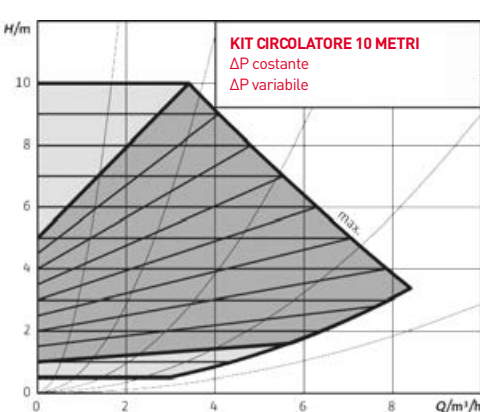 H/m
KIT CIRCOLATORE 10 METRI
ΔP costante
ΔP variabile
10
8
6
4
2
0
max.
0
2
4
6
8
Q/m³/h